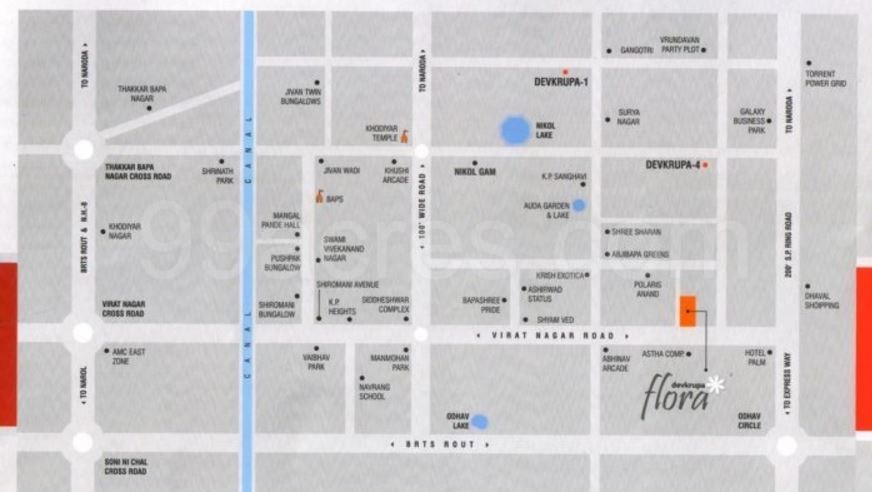 TO NARODA
THAKKAR BAPA
NAGAR
JIVAN TWIN
BUNGALOWS
TO NARODA
KHODIYAR
TEMPLE
DEVKRUPA-1
NIKOL
LAKE
GANGOTRI
VRUNDAVAN
PARTY PLOT
SURYA
NAGAR
GALAXY
BUSINESS
PARK
TO NARODA
TORRENT
POWER GRID
CANAL
THAKKAR BAPA
NAGAR CROSS ROAD
SHRINATH
PARK
JIVAN WADI
KHUSHI
ARCADE
NIKOL GAM
K.P. SANGHAVI
DEVKRUPA-4
BAPS
AUDA GARDEN
& LAKE
BRTS ROUT & N.H.-8
KHODIYAR
NAGAR
MANGAL
PANDE HALL
PUSHPAK
BUNGALOW
SWAMI
VIVEKANAND
NAGAR
100' WIDE ROAD
SHREE SHARAN
ARJIBAPA GREENS
200' S.P. RING ROAD
99acres.com
SHIROMANI AVENUE
SHIROMANI
BUNGALOW
K.P.
HEIGHTS
SIDDHESHWAR
COMPLEX
BAPASHREE
PRIDE
KRISH EXOTICA
ASHIRWAD
STATUS
SHYAM VED
POLARIS
ANAND
DHAVAL
SHOIPPING
VIRAT NAGAR
CROSS ROAD
VIRAT NAGAR ROAD
CANAL
AMC EAST
ZONE
TO NAROL
VAIBHAV
PARK
MANMOHAN
PARK
NAVRANG
SCHOOL
ABHINAV
ARCADE
ASTHA COMP.
HOTEL
PALM
TO EXPRESS WAY
devkrupa
flora
ODHAV
LAKE
ODHAV
CIRCLE
BRTS ROUT
SONI NI CHAL
CROSS ROAD